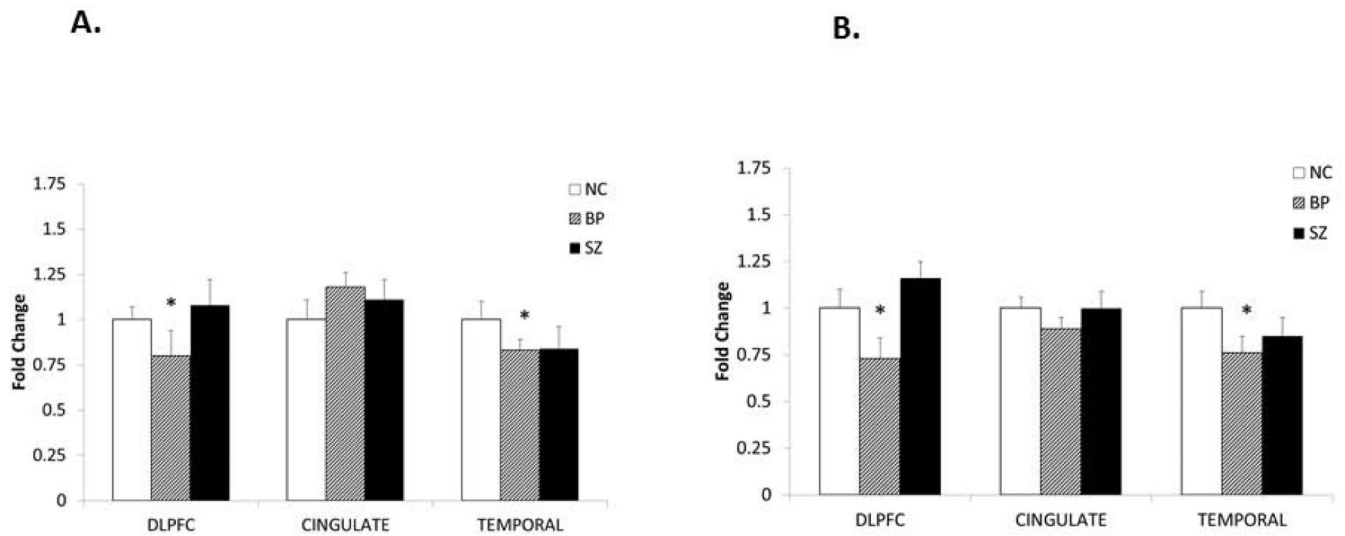 A.
1.75
1.5
1.25
1
0.75
0.5
0.25
0
Fold Change
NC
BP
SZ
*
*
DLPFC
CINGULATE
TEMPORAL
B.
1.75
1.5
1.25
1
0.75
0.5
0.25
0
Fold Change
NC
BP
SZ
*
*
DLPFC
CINGULATE
TEMPORAL